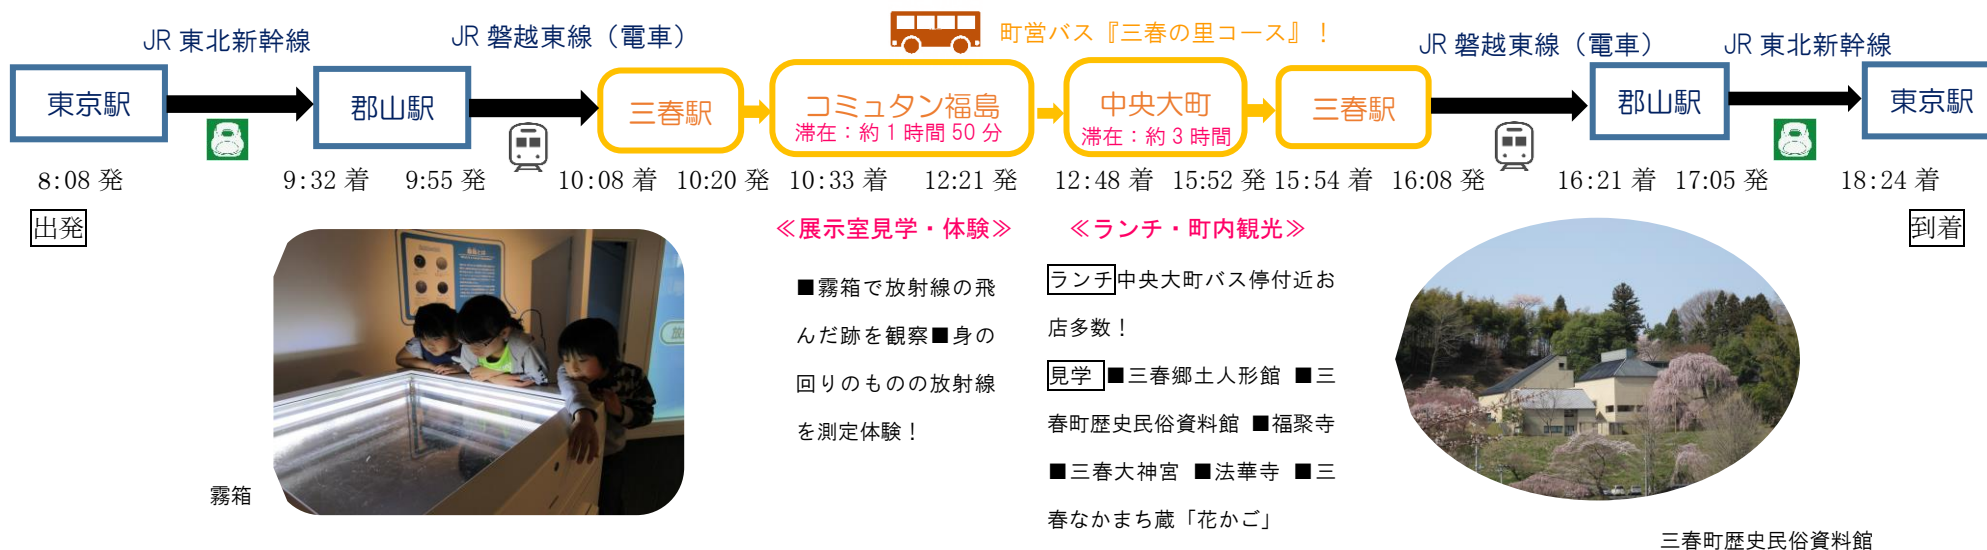 JR 東北新幹線
JR 磐越東線（電車）
町営バス『三春の里コース』！
JR 磐越東線（電車）
JR 東北新幹線
東京駅
郡山駅
三春駅
コミュタン福島
滞在：約1時間50分
中央大町
滞在：約3時間
三春駅
郡山駅
東京駅
8:08 発
9:32 着
9:55 発
10:08 着
10:20 発
10:33 着
12:21 発
12:48 着
15:52 発
15:54 着
16:08 発
16:21 着
17:05 発
18:24 着
出発
到着
≪展示室見学・体験≫
■霧箱で放射線の飛
んだ跡を観察■身の
回りのものの放射線
を測定体験！
≪ランチ・町内観光≫
ランチ中央大町バス停付近お
店多数！
見学 ■三春郷土人形館 ■三
春町歴史民俗資料館 ■福聚寺
■三春大神宮 ■法華寺 ■三
春なかまち蔵「花かご」
霧箱
三春町歴史民俗資料館